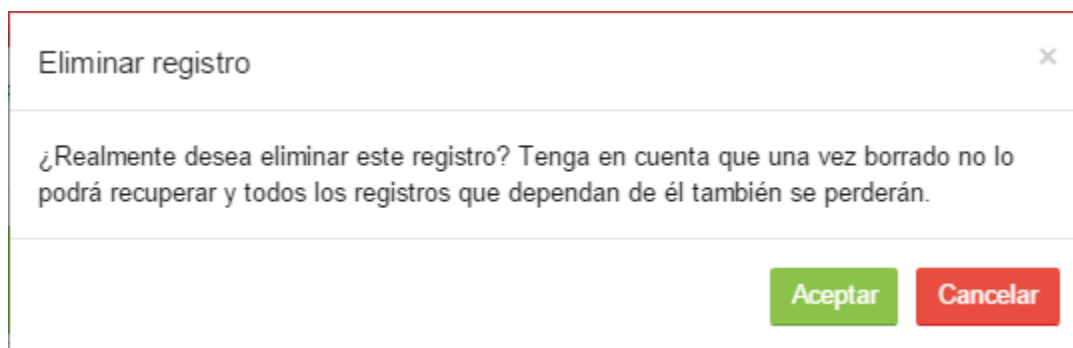 Eliminar registro ×
¿Realmente desea eliminar este registro? Tenga en cuenta que una vez borrado no lo
podrá recuperar y todos los registros que dependan de él también se perderán.
Aceptar Cancelar